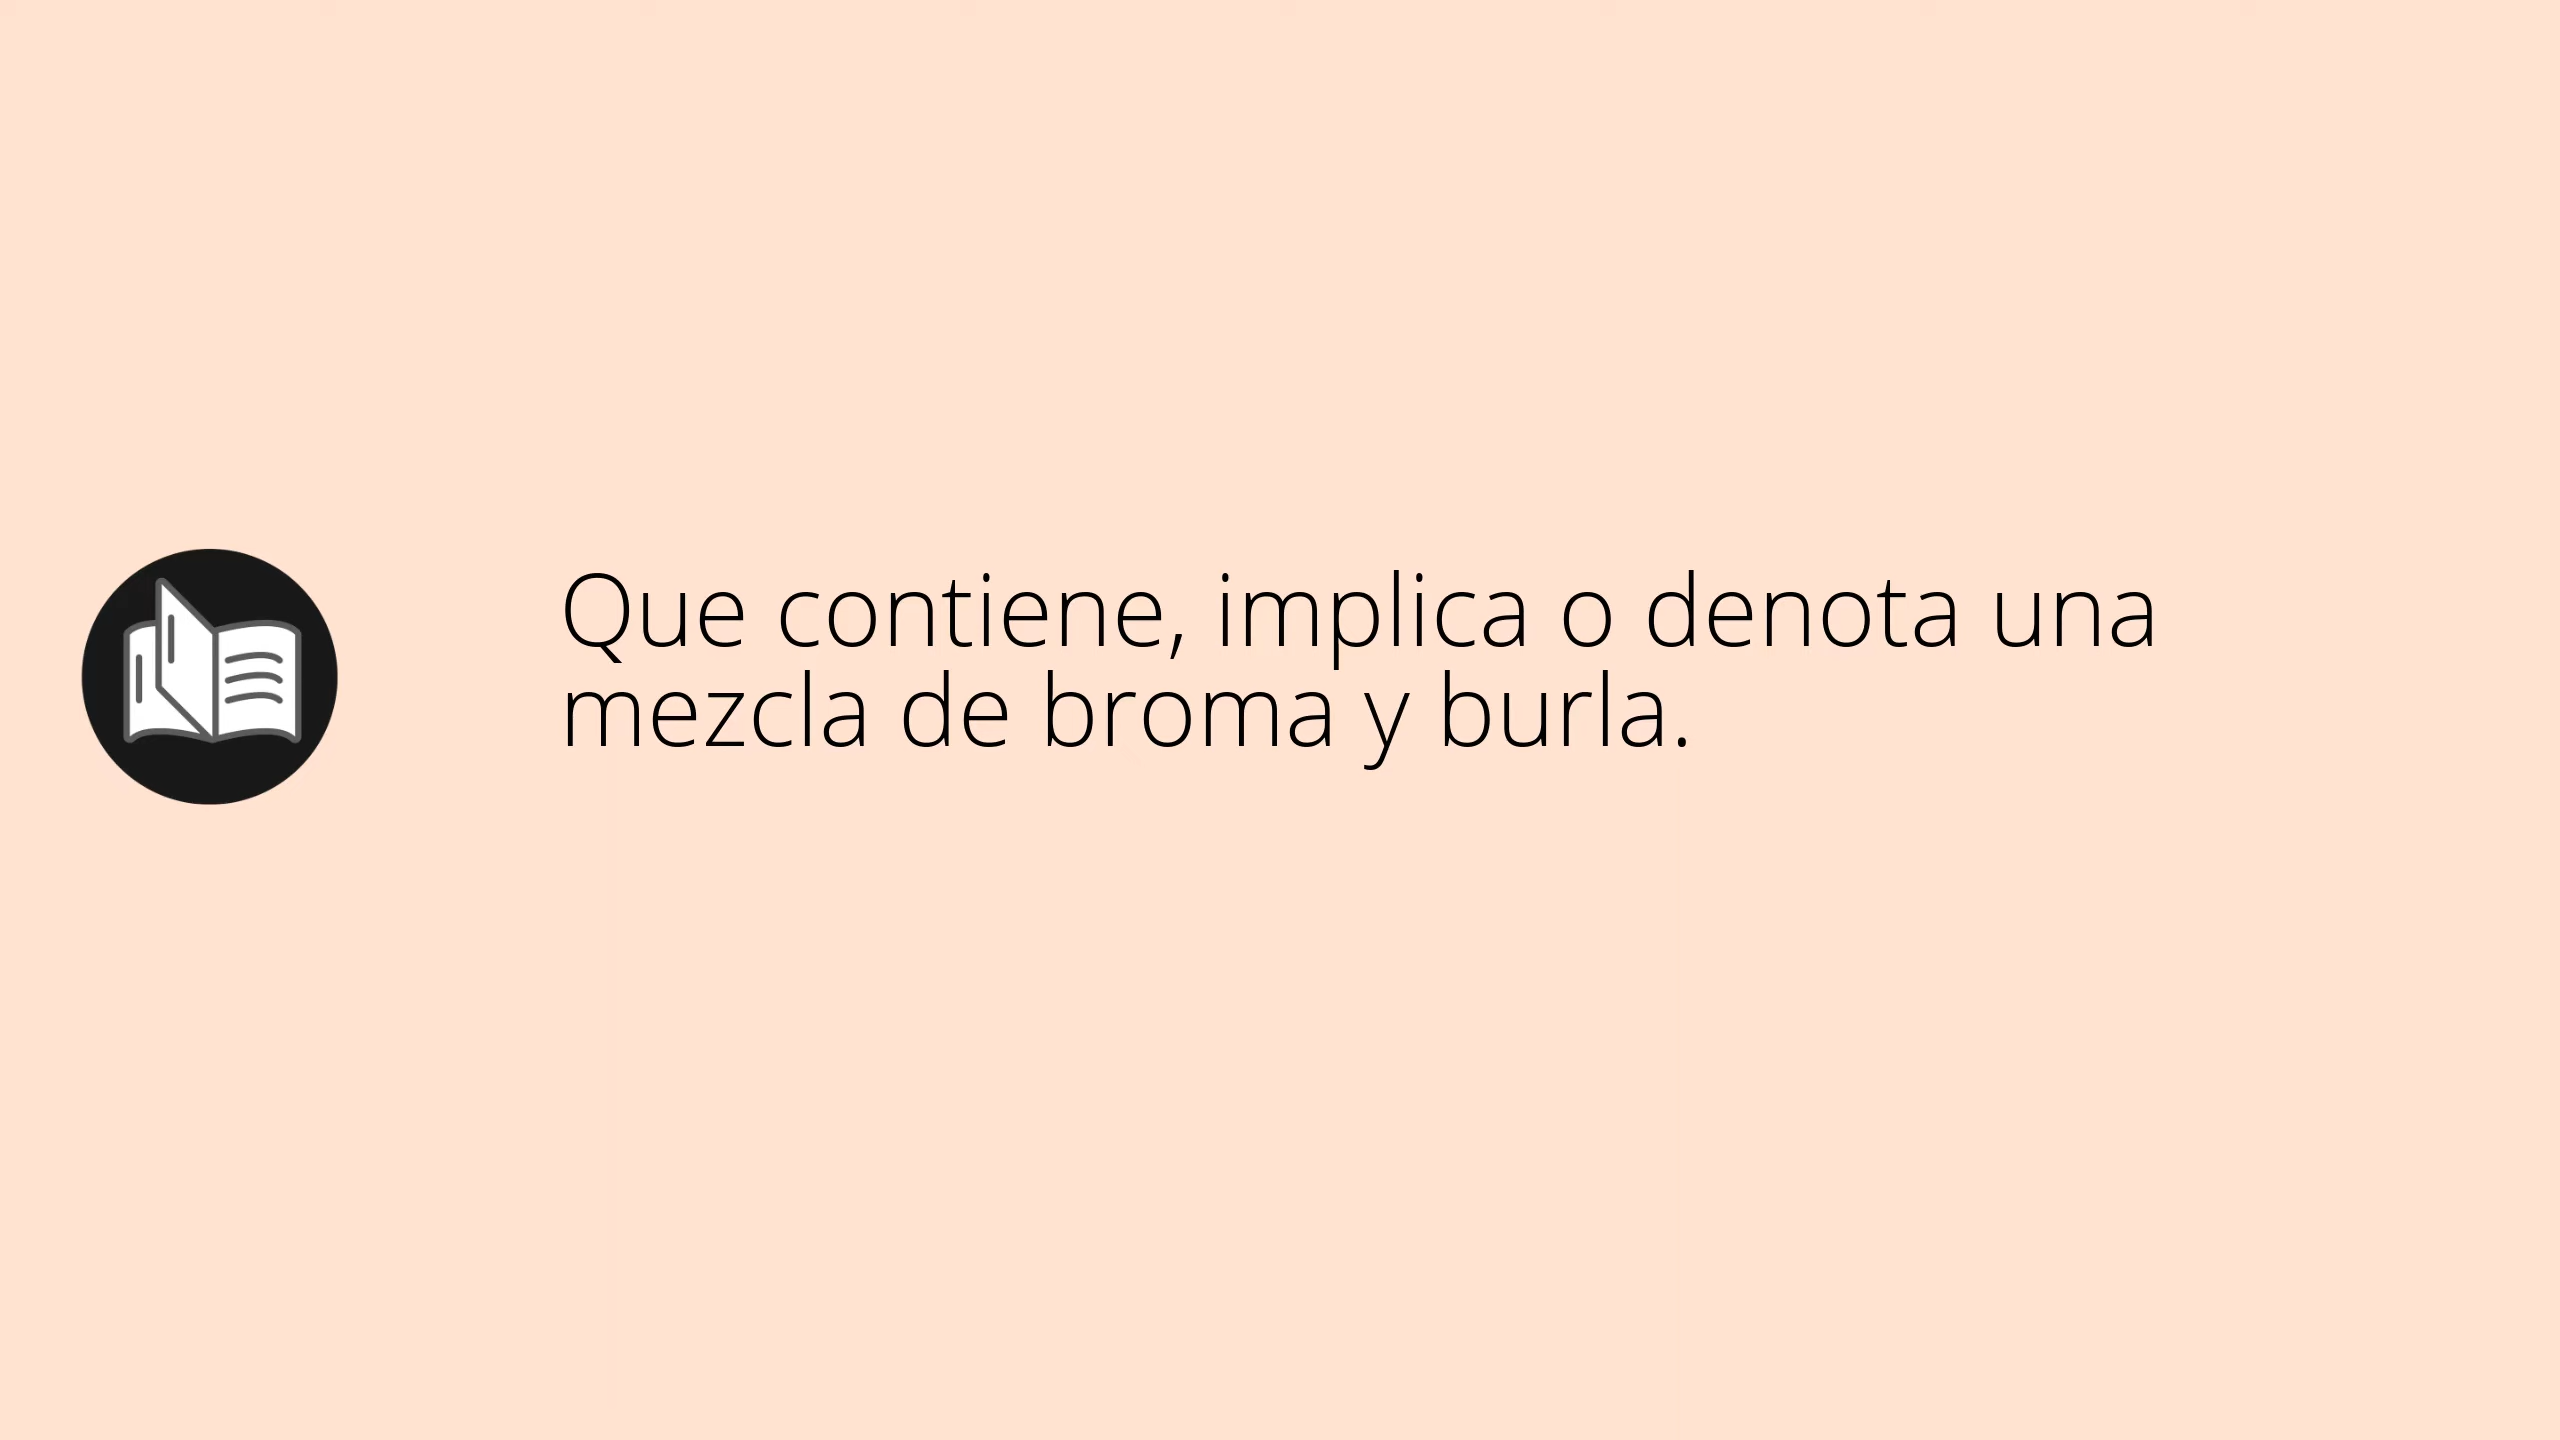 Que contiene, implica o denota una
mezcla de broma y burla.